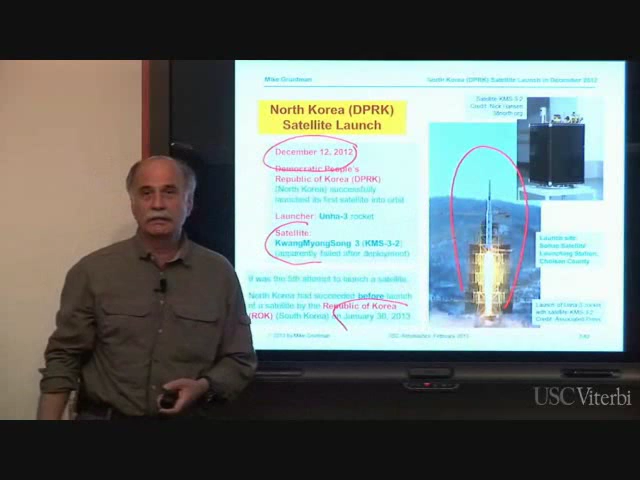 Mike Gruntman
North Korea (DPRK) Satellite Launch in December 2012
North Korea (DPRK)
Satellite Launch
December 12, 2012
Democratic People's
Republic of Korea (DPRK)
(North Korea) successfully
launched its first satellite into orbit
Launcher: Unha-3 rocket
Satellite:
KwangMyongSong 3 (KMS-3-2)
(apparently failed after deployment)
It was the 5th attempt to launch a satellite.
North Korea had succeeded before launch
of a satellite by the Republic of Korea
(ROK) (South Korea) on January 30, 2013
Satellite KMS-3-2
Credit: Nick Hansen
38north.org
Launch site:
Sohae Satellite
Launching Station,
Cholsan County
Launch of Unha-3 rocket
with satellite KMS-3-2
Credit: Associated Press
© 2013 by Mike Gruntman
USC Astronautics, February 2013
USC Viterbi